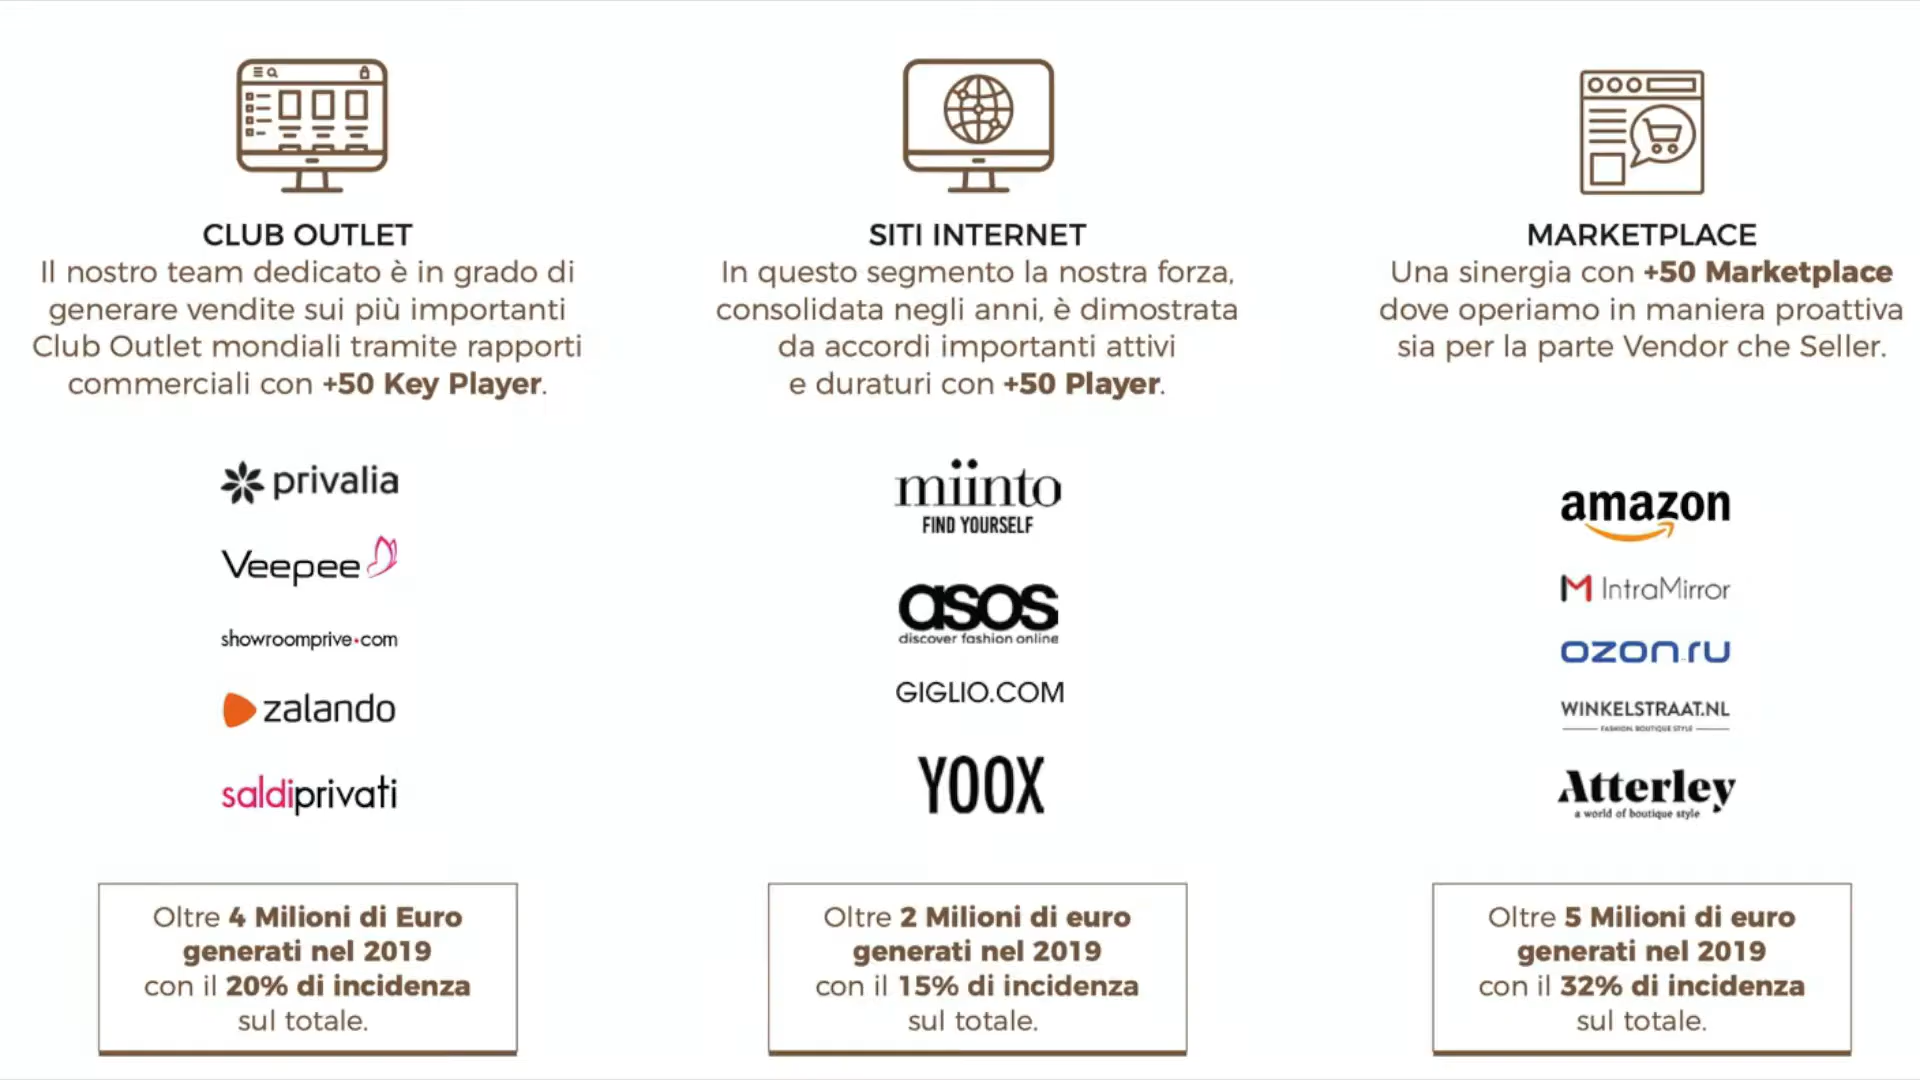 CLUB OUTLET
Il nostro team dedicato è in grado di
generare vendite sui più importanti
Club Outlet mondiali tramite rapporti
commerciali con +50 Key Player.
privalia
Veepee
showroomprive.com
zalando
saldiprivati
Oltre 4 Milioni di Euro
generati nel 2019
con il 20% di incidenza
sul totale.
SITI INTERNET
In questo segmento la nostra forza,
consolidata negli anni, è dimostrata
da accordi importanti attivi
e duraturi con +50 Player.
miinto
FIND YOURSELF
asos
discover fashion online
GIGLIO.COM
YOOX
Oltre 2 Milioni di euro
generati nel 2019
con il 15% di incidenza
sul totale.
MARKETPLACE
Una sinergia con +50 Marketplace
dove operiamo in maniera proattiva
sia per la parte Vendor che Seller.
amazon
M IntraMirror
ozon.ru
WINKELSTRAAT.NL
FASHION BOUTIQUE STYLE
Atterley
a world of boutique style
Oltre 5 Milioni di euro
generati nel 2019
con il 32% di incidenza
sul totale.